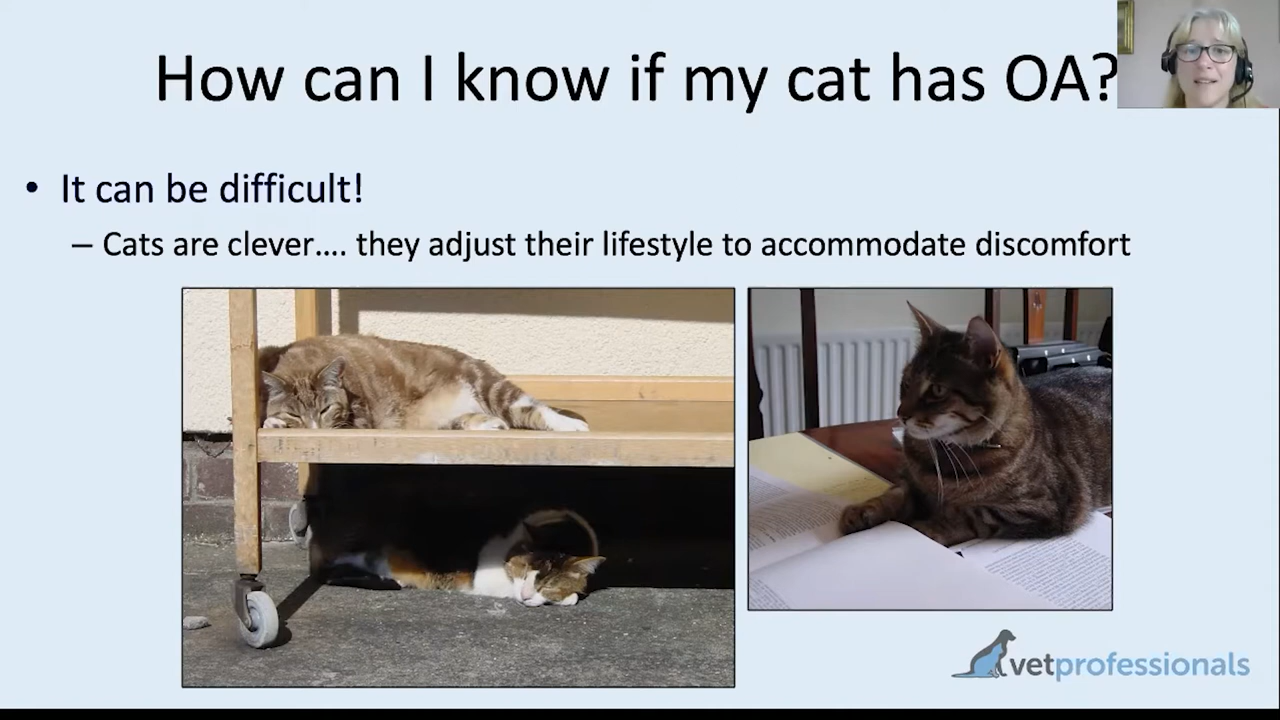 How can I know if my cat has OA?
• It can be difficult!
– Cats are clever.... they adjust their lifestyle to accommodate discomfort
vetprofessionals